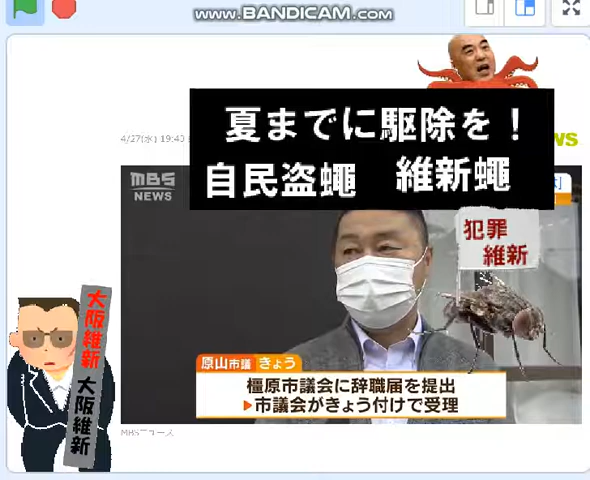 www.BANDICAM.com
夏までに駆除を！
自民盗蠅 維新蠅
4/27(水) 19:43
NEWS
MBS
NEWS
犯罪
維新
大阪維新
大阪維新
原山市議 きょう
橿原市議会に辞職届を提出
▶市議会がきょう付けで受理
MBSニュース